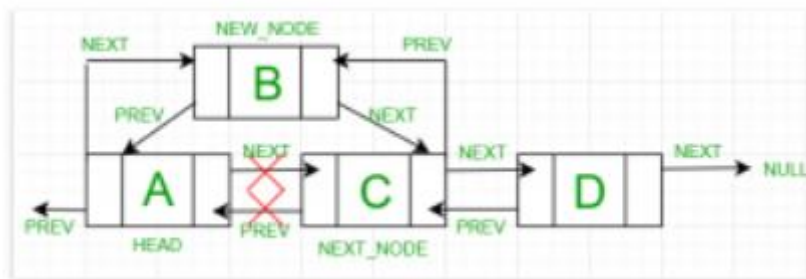 NEW_NODE
NEXT PREV
B
PREV NEXT
NEXT NEXT NEXT
A C D NULL
PREV PREV PREV
HEAD NEXT_NODE